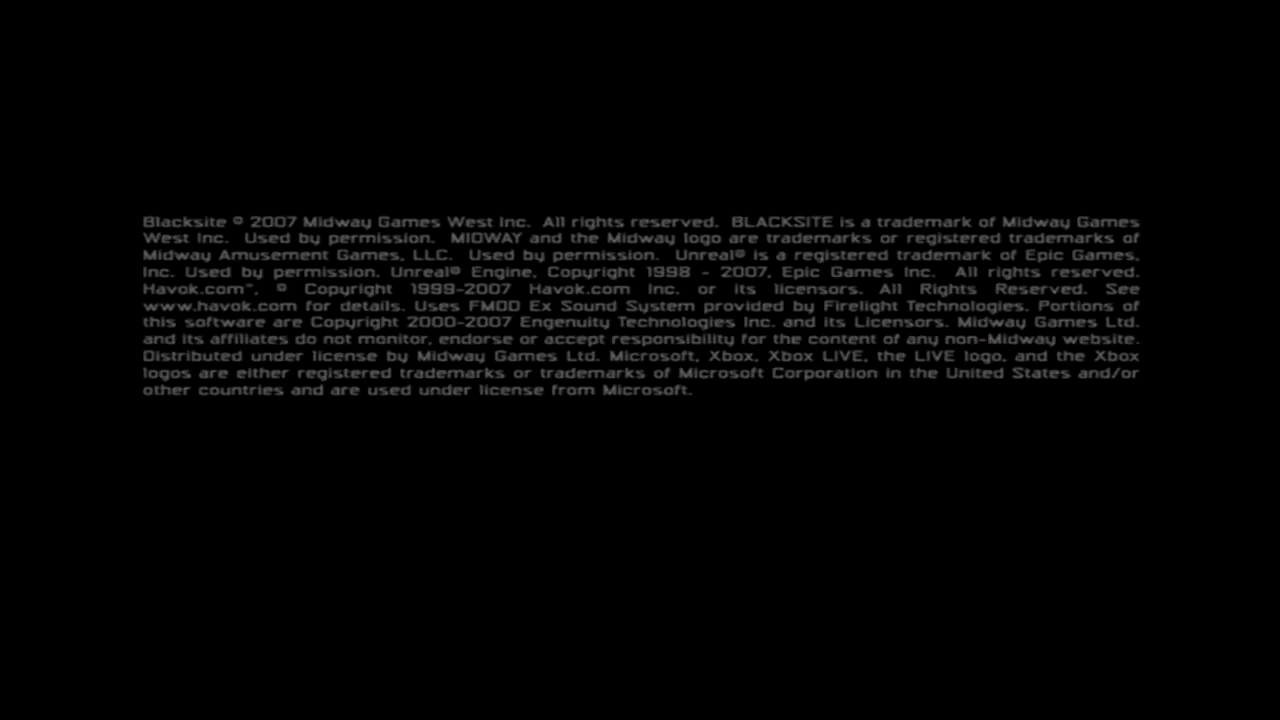 Blacksite © 2007 Midway Games West Inc. All rights reserved. BLACKSITE is a trademark of Midway Games
West Inc. Used by permission. MIDWAY and the Midway logo are trademarks or registered trademarks of
Midway Amusement Games, LLC. Used by permission. Unreal® is a registered trademark of Epic Games,
Inc. Used by permission. Unreal® Engine, Copyright 1998 - 2007, Epic Games Inc. All rights reserved.
Havok.com™, © Copyright 1999-2007 Havok.com Inc. or its licensors. All Rights Reserved. See
www.havok.com for details. Uses FMOD Ex Sound System provided by Firelight Technologies. Portions of
this software are Copyright 2000-2007 Engenuity Technologies Inc. and its Licensors. Midway Games Ltd.
and its affiliates do not monitor, endorse or accept responsibility for the content of any non-Midway website.
Distributed under license by Midway Games Ltd. Microsoft, Xbox, Xbox LIVE, the LIVE logo, and the Xbox
logos are either registered trademarks or trademarks of Microsoft Corporation in the United States and/or
other countries and are used under license from Microsoft.